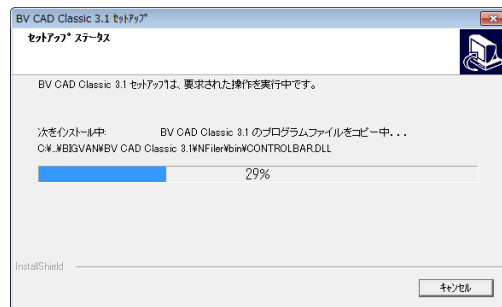 BV CAD Classic 3.1 ｾｯﾄｱｯﾌﾟ
ｾｯﾄｱｯﾌﾟ ｽﾃｰﾀｽ
BV CAD Classic 3.1 ｾｯﾄｱｯﾌﾟは、要求された操作を実行中です。
次をｲﾝｽﾄｰﾙ中: BV CAD Classic 3.1 のプログラムファイルをコピー中・・・
C:¥...¥BIGVAN¥BV CAD Classic 3.1¥NFiler¥bin¥CONTROLBAR.DLL
29%
InstallShield
ｷｬﾝｾﾙ